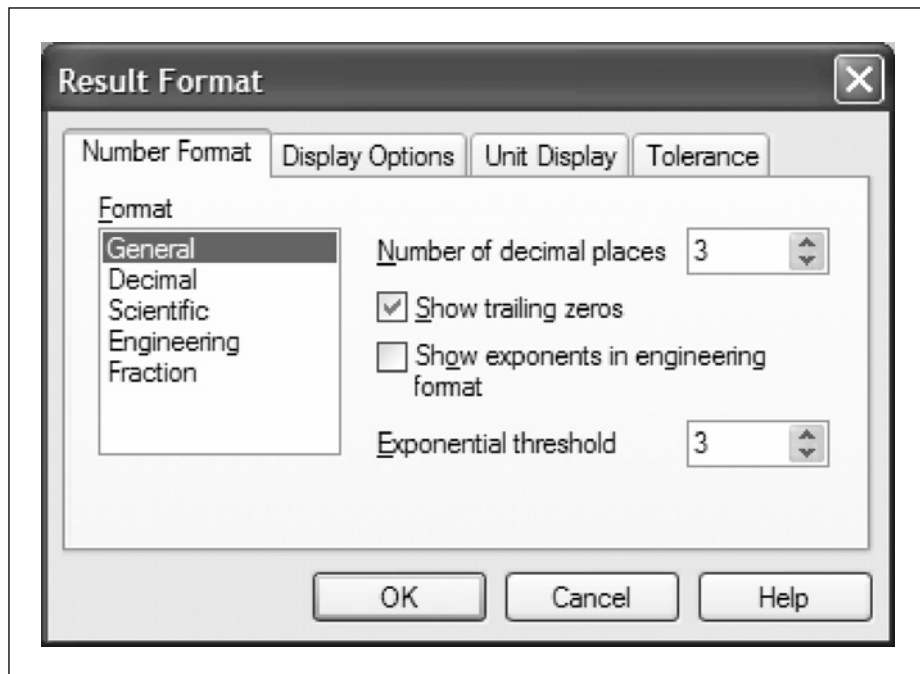 Result Format
Number Format Display Options Unit Display Tolerance
Format
General
Decimal
Scientific
Engineering
Fraction
Number of decimal places 3
Show trailing zeros
Show exponents in engineering
format
Exponential threshold 3
OK Cancel Help